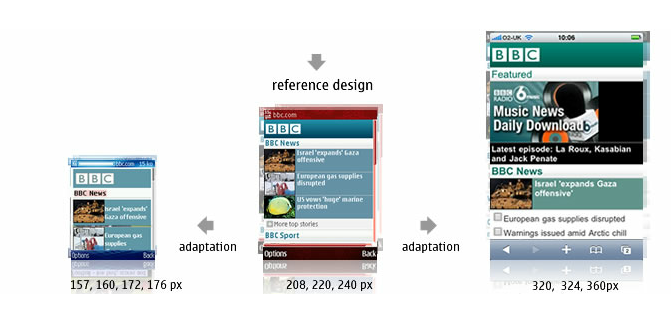 reference design
bbc.com
BBC
BBC News
Israel 'expands' Gaza
offensive
European gas supplies
disrupted
US vows 'huge' marine
protection
More top stories
BBC Sport
Options Back
208, 220, 240 px
adaptation
adaptation
bbc.com
BBC
BBC News
Israel 'expands'
Gaza offensive
European gas
supplies
Options Back
157, 160, 172, 176 px
O2-UK 10:06
BBC
Featured
BBC
RADIO 6
Music News
Daily Download
Latest episode: La Roux, Kasabian
and Jack Penate
BBC News
Israel 'expands Gaza
offensive'
European gas supplies disrupted
Warnings issued amid Arctic chill
320, 324, 360px